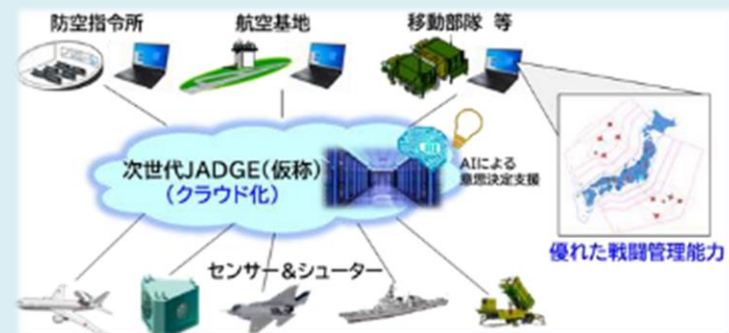 防空指令所
航空基地
移動部隊 等
次世代JADGE(仮称)
(クラウド化)
AIによる
意思決定支援
センサー&シューター
優れた戦闘管理能力